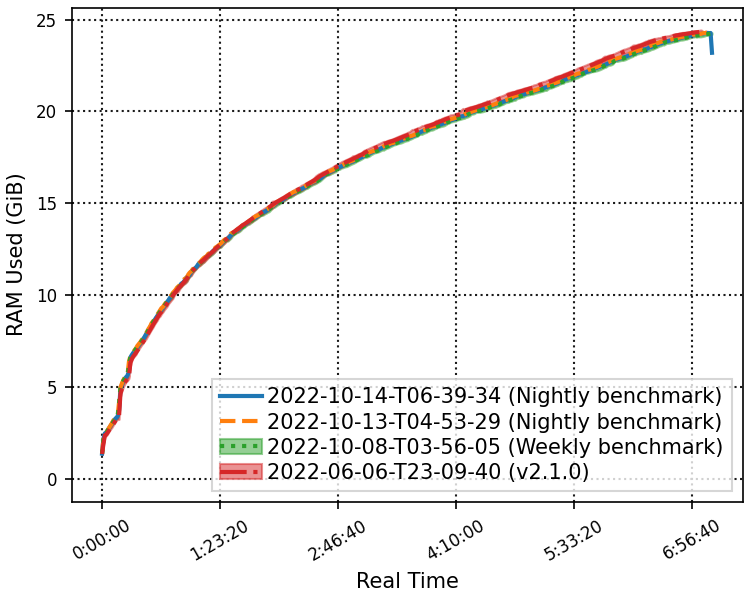 25
20
15
10
5
0
RAM Used (GiB)
2022-10-14-T06-39-34 (Nightly benchmark)
2022-10-13-T04-53-29 (Nightly benchmark)
2022-10-08-T03-56-05 (Weekly benchmark)
2022-06-06-T23-09-40 (v2.1.0)
0:00:00
1:23:20
2:46:40
4:10:00
5:33:20
6:56:40
Real Time